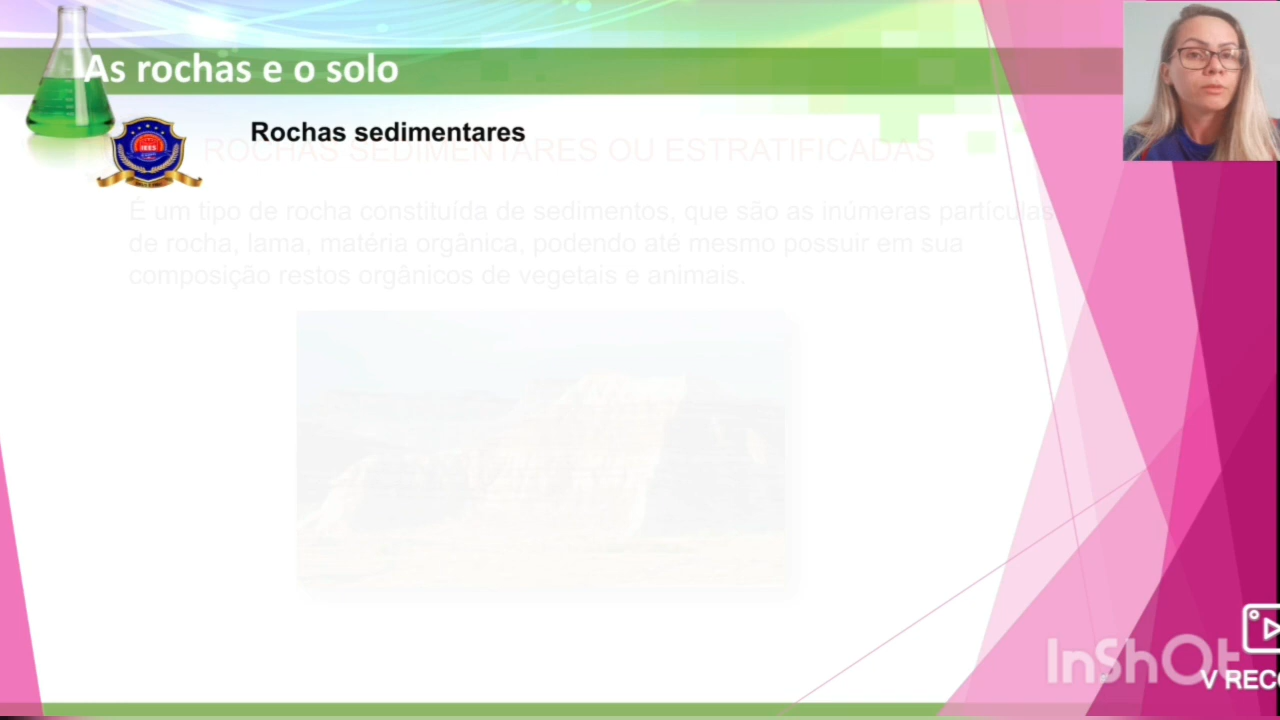 As rochas e o solo
Rochas sedimentares
ROCHAS SEDIMENTARES OU ESTRATIFICADAS
É um tipo de rocha constituída de sedimentos, que são as inúmeras partículas
de rocha, lama, matéria orgânica, podendo até mesmo possuir em sua
composição restos orgânicos de vegetais e animais.
InShOt
V RECO